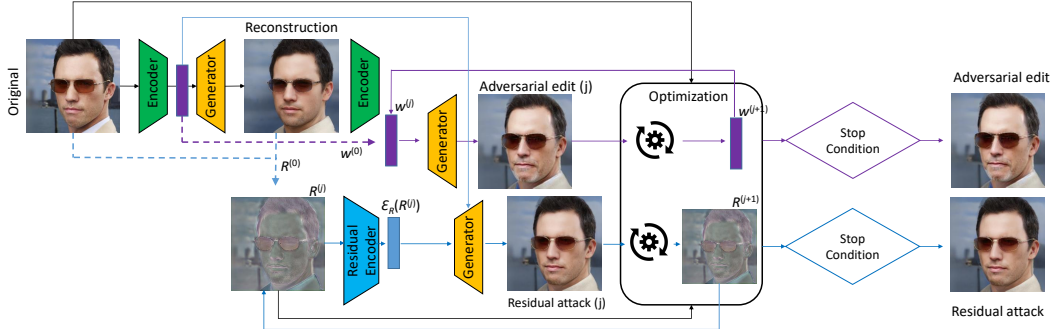 Reconstruction
Original
Encoder
Generator
Encoder
w(j)
Generator
Adversarial edit (j)
Optimization
w(j+1)
Stop
Condition
Adversarial edit
w(0)
R(0)
R(j)
Residual
Encoder
ℰR(R(j))
Generator
Residual attack (j)
R(j+1)
Stop
Condition
Residual attack